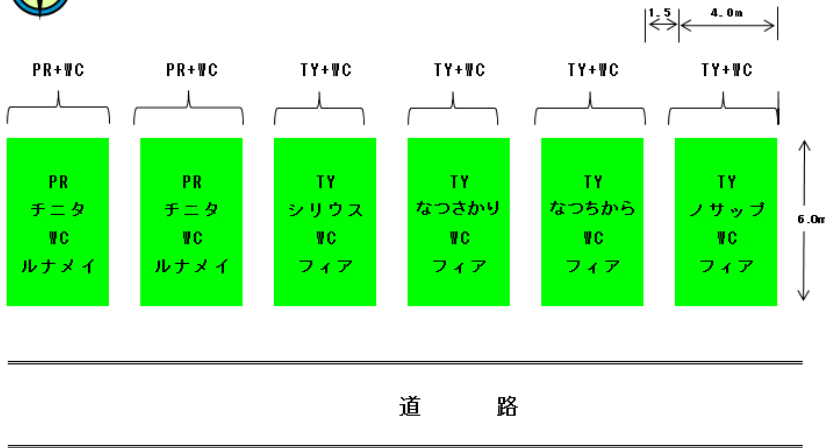 1.5 4.0m
PR+WC PR+WC TY+WC TY+WC TY+WC TY+WC
PR PR TY TY TY TY
チニタ チニタ シリウス なつさかり なつちから ノサップ
WC WC WC WC WC WC
ルナメイ ルナメイ フィア フィア フィア フィア
6.0m
道 路